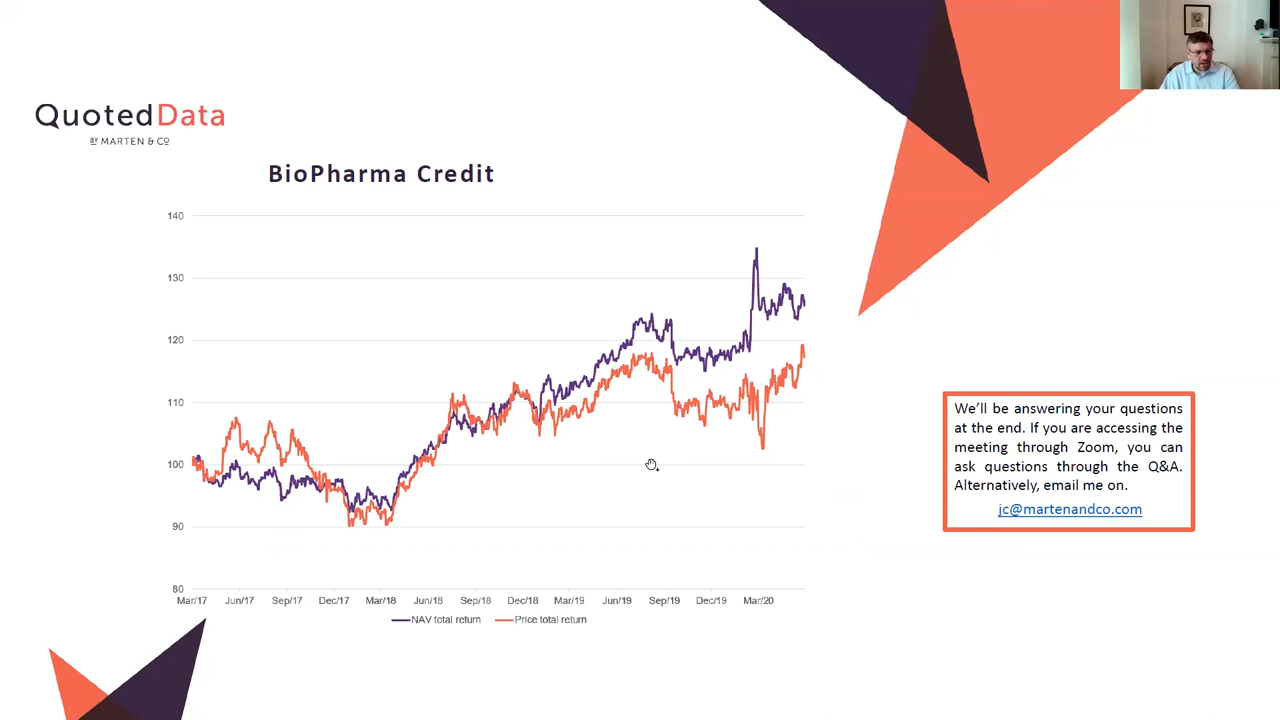 QuotedData
BY MARTEN & CO
BioPharma Credit
140
130
120
110
100
90
80
Mar/17 Jun/17 Sep/17 Dec/17 Mar/18 Jun/18 Sep/18 Dec/18 Mar/19 Jun/19 Sep/19 Dec/19 Mar/20
NAV total return Price total return
We’ll be answering your questions
at the end. If you are accessing the
meeting through Zoom, you can
ask questions through the Q&A.
Alternatively, email me on.
jc@martenandco.com